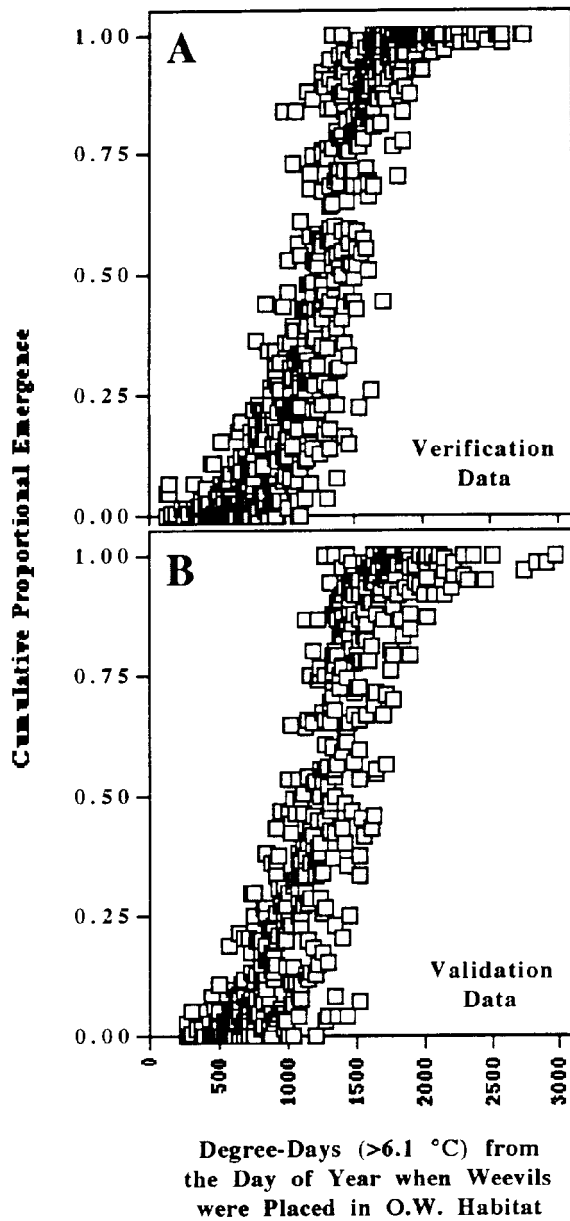 Cumulative Proportional Emergence
A
1.00
0.75
0.50
0.25
0.00
Verification
Data
B
1.00
0.75
0.50
0.25
0.00
Validation
Data
0
500
1000
1500
2000
2500
3000
Degree-Days (>6.1 °C) from
the Day of Year when Weevils
were Placed in O.W. Habitat